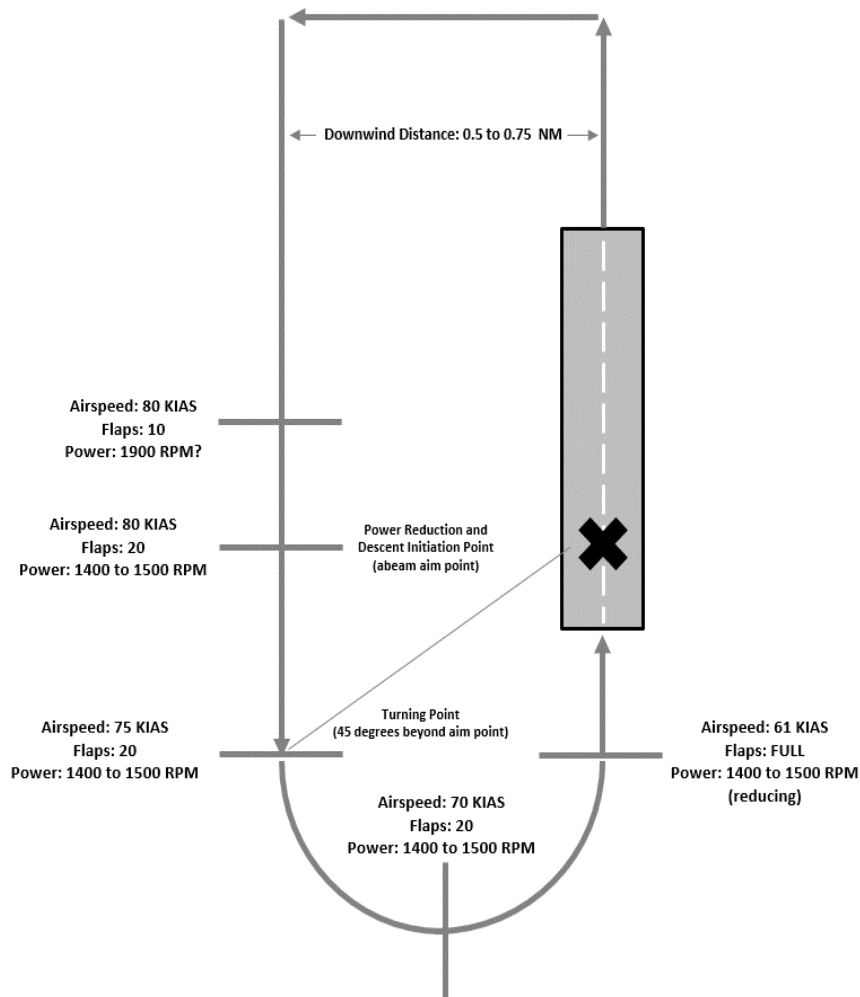 Downwind Distance: 0.5 to 0.75 NM
Airspeed: 80 KIAS
Flaps: 10
Power: 1900 RPM?
Airspeed: 80 KIAS
Flaps: 20
Power: 1400 to 1500 RPM
Power Reduction and
Descent Initiation Point
(abeam aim point)
Airspeed: 75 KIAS
Flaps: 20
Power: 1400 to 1500 RPM
Turning Point
(45 degrees beyond aim point)
Airspeed: 70 KIAS
Flaps: 20
Power: 1400 to 1500 RPM
Airspeed: 61 KIAS
Flaps: FULL
Power: 1400 to 1500 RPM
(reducing)